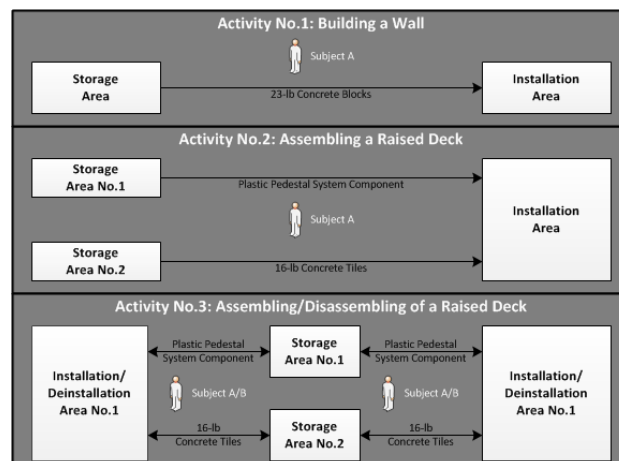 Activity No.1: Building a Wall
Subject A
Storage
Area
23-lb Concrete Blocks
Installation
Area
Activity No.2: Assembling a Raised Deck
Storage
Area No.1
Plastic Pedestal System Component
Subject A
Installation
Area
Storage
Area No.2
16-lb Concrete Tiles
Activity No.3: Assembling/Disassembling of a Raised Deck
Installation/
Deinstallation
Area No.1
Plastic Pedestal
System Component
Storage
Area No.1
Plastic Pedestal
System Component
Subject A/B
Subject A/B
16-lb
Concrete Tiles
Storage
Area No.2
16-lb
Concrete Tiles
Installation/
Deinstallation
Area No.1